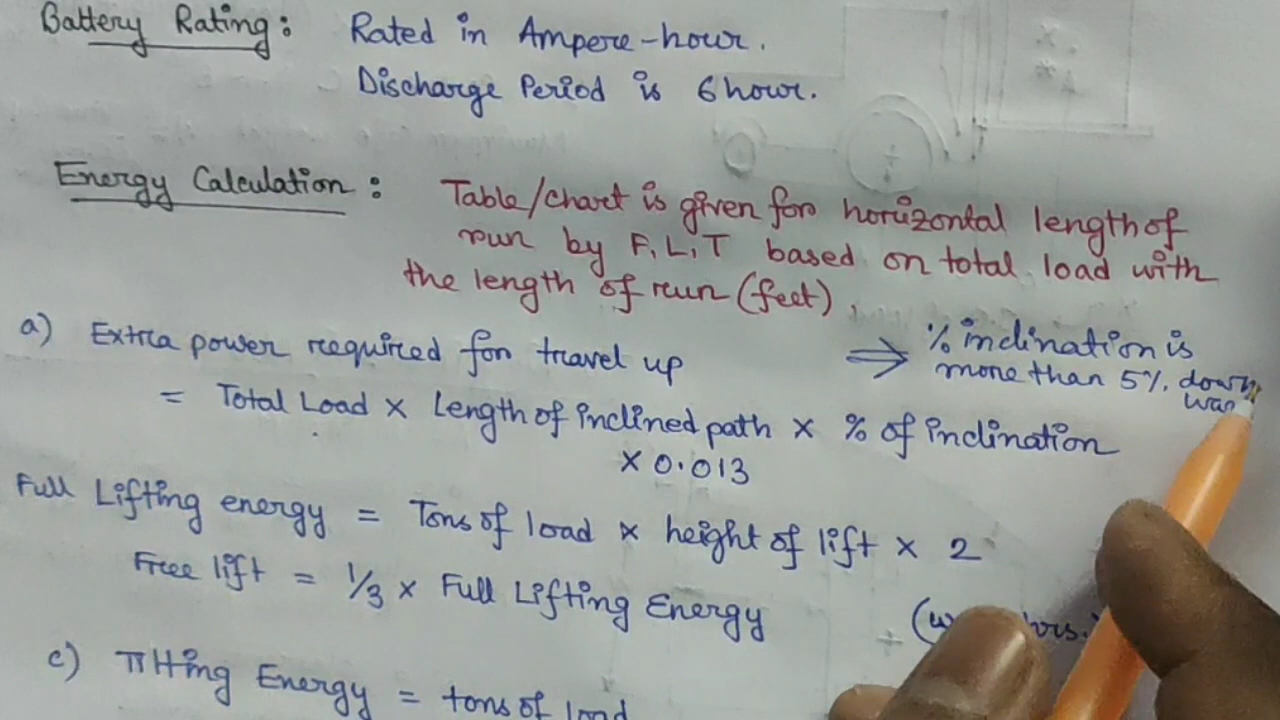 Battery Rating: Rated in Ampere-hour.
Discharge Period is 6 hour.
Energy Calculation: Table/chart is given for horizontal length of
run by F.L.T based on total load with
the length of run (feet),
a) Extra power required for travel up
⇒ % inclination is
more than 5%. down
war
= Total Load × Length of inclined path × % of inclination
× 0.013
Full Lifting energy = Tons of load × height of lift × 2
Free lift = 1/3 × Full Lifting Energy
hrs.
c) Tilting Energy = tons of load